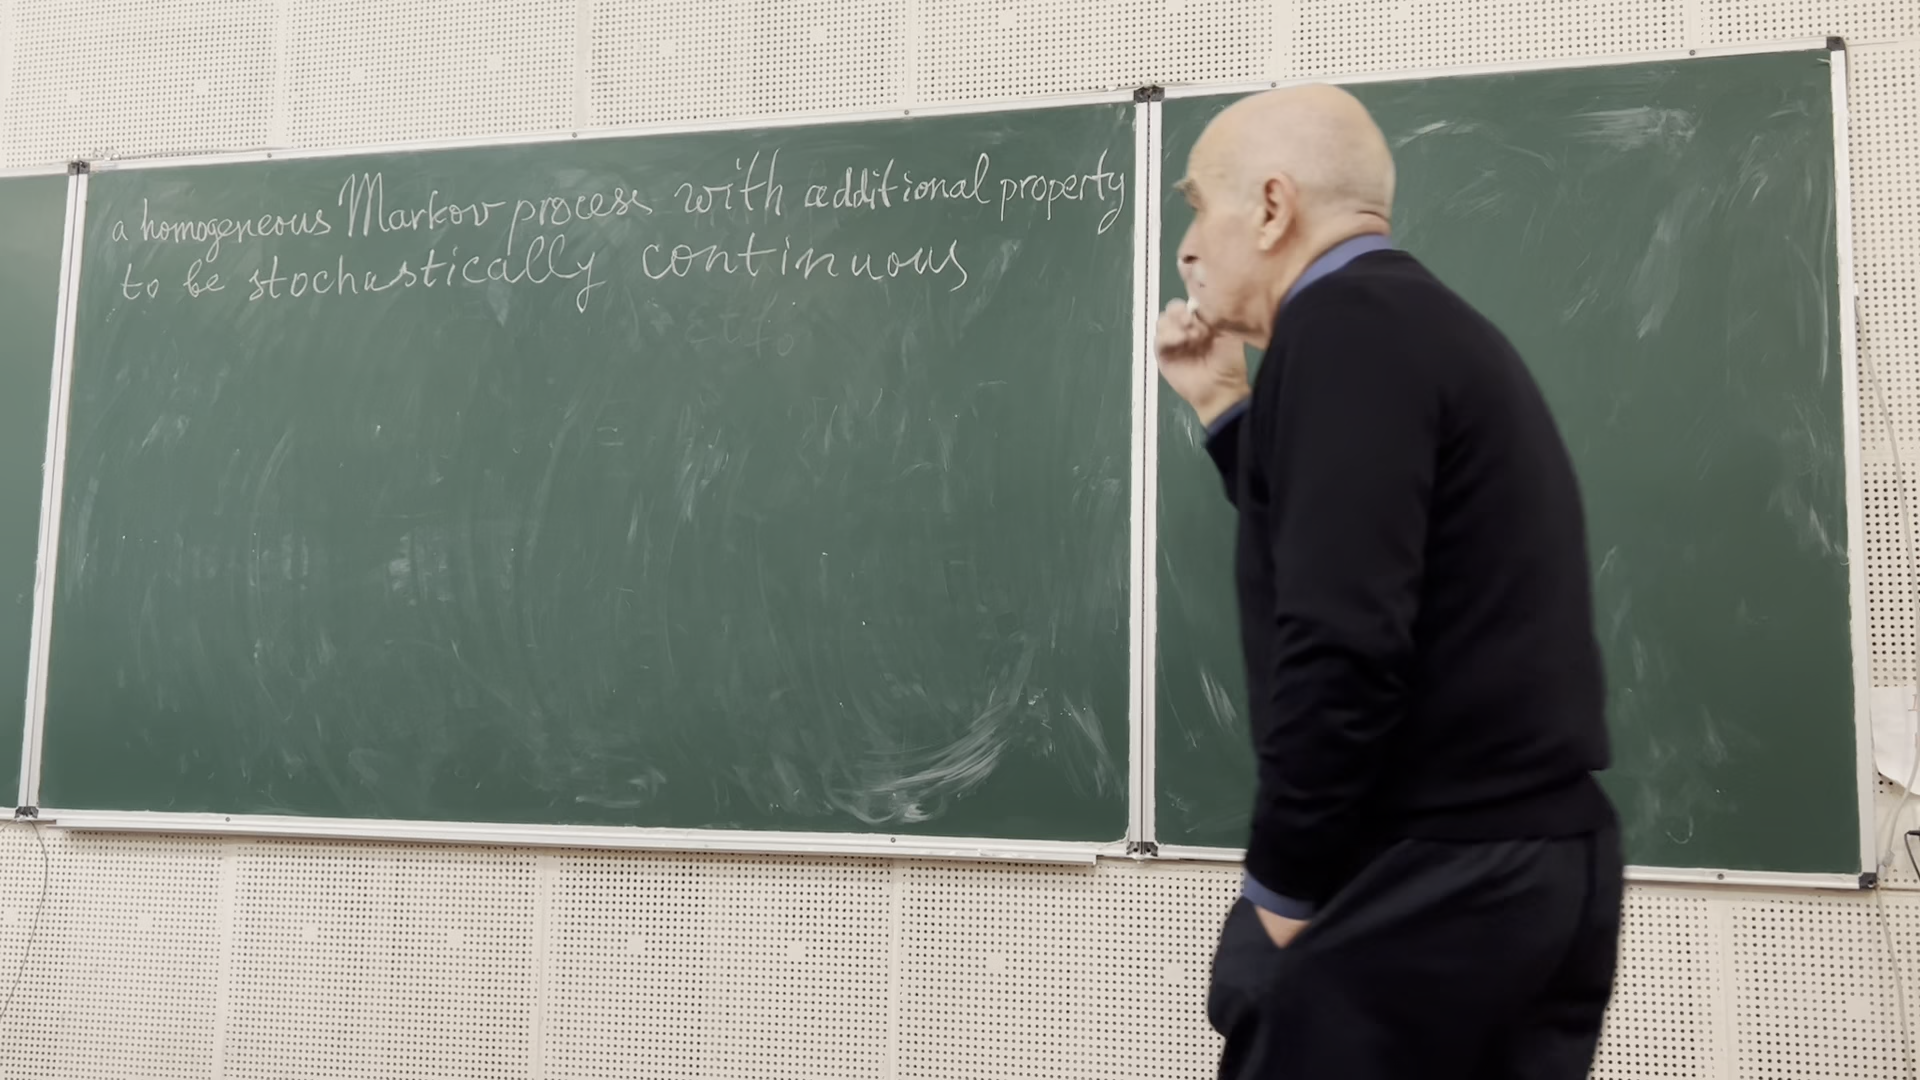 a homogeneous Markov process with additional property
to be stochastically continuous